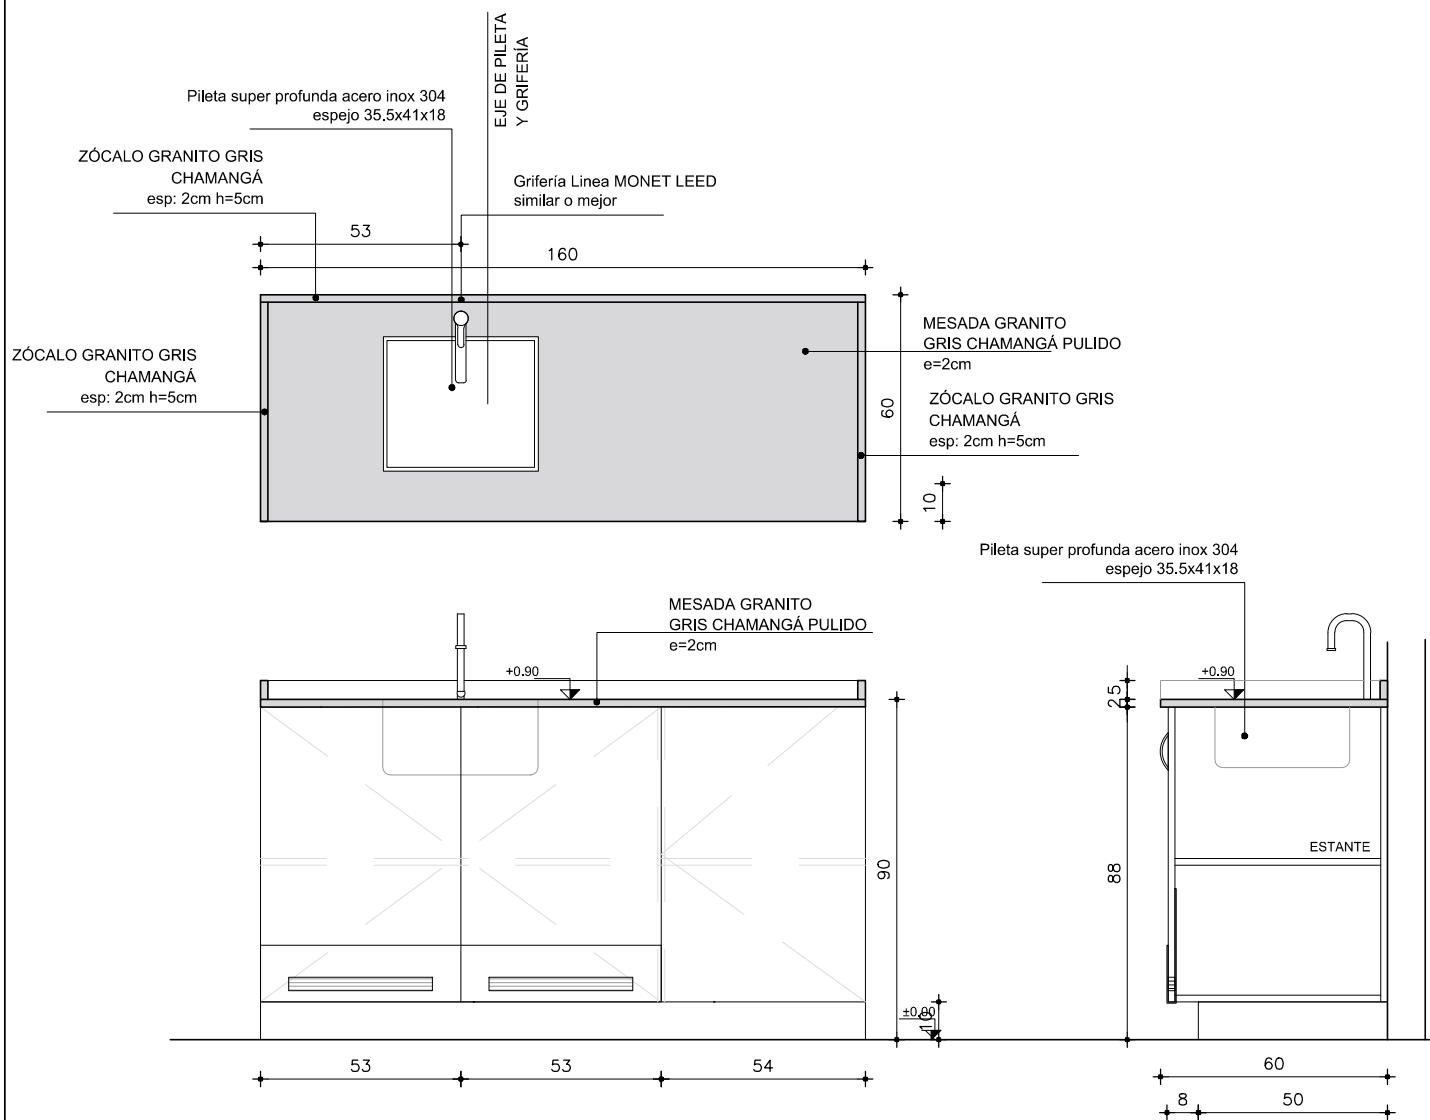 EJE DE PILETA
Y GRIFERÍA
Pileta super profunda acero inox 304
espejo 35.5x41x18
ZÓCALO GRANITO GRIS
CHAMANGÁ
esp: 2cm h=5cm
Grifería Linea MONET LEED
similar o mejor
53
160
ZÓCALO GRANITO GRIS
CHAMANGÁ
esp: 2cm h=5cm
MESADA GRANITO
GRIS CHAMANGÁ PULIDO
e=2cm
60
ZÓCALO GRANITO GRIS
CHAMANGÁ
esp: 2cm h=5cm
10
Pileta super profunda acero inox 304
espejo 35.5x41x18
MESADA GRANITO
GRIS CHAMANGÁ PULIDO
e=2cm
+0.90
+0.90
2 5
90
88
ESTANTE
±0.00
10
53
53
54
60
8
50